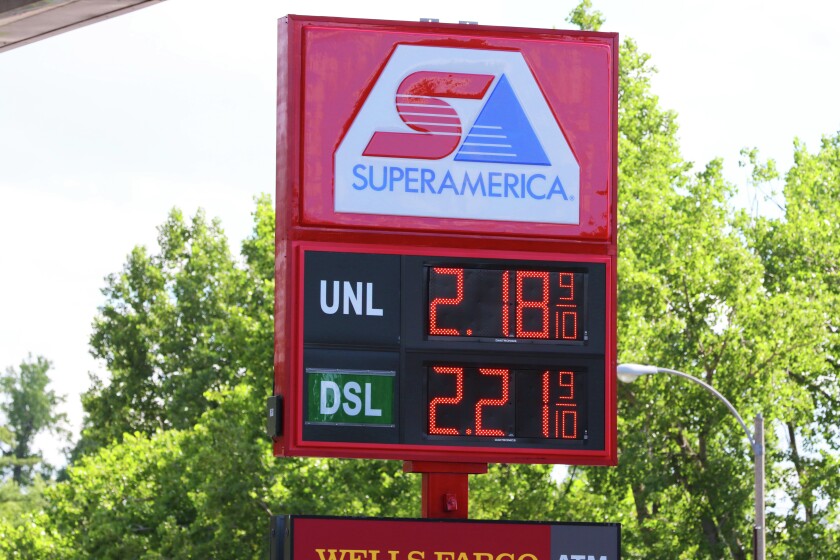 SA
SUPERAMERICA®
UNL 2.18 9/10
DSL 2.21 9/10
WELLS FARGO ATM